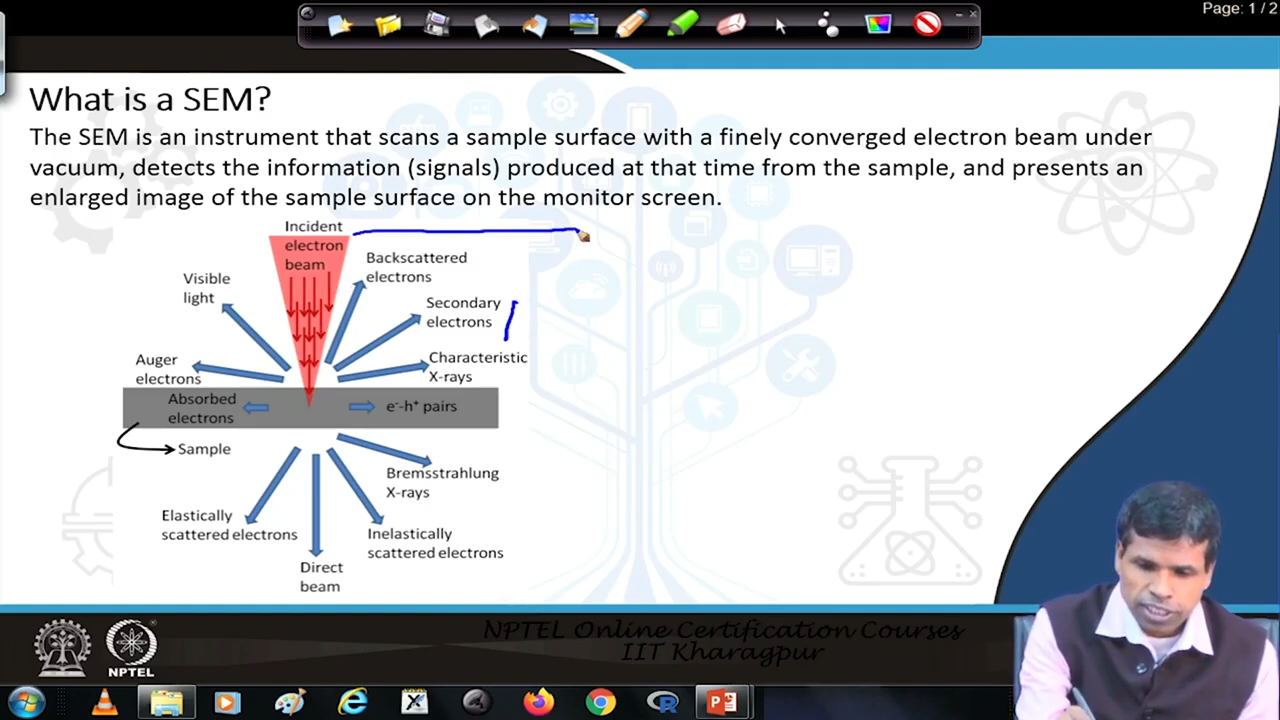 Page: 1 / 2
What is a SEM?
The SEM is an instrument that scans a sample surface with a finely converged electron beam under
vacuum, detects the information (signals) produced at that time from the sample, and presents an
enlarged image of the sample surface on the monitor screen.
Incident
electron
beam
Backscattered
electrons
Visible
light
Secondary
electrons
Auger
electrons
Characteristic
X-rays
Absorbed
electrons
e⁻-h⁺ pairs
Sample
Bremsstrahlung
X-rays
Elastically
scattered electrons
Inelastically
scattered electrons
Direct
beam
NPTEL
NPTEL Online Certification Courses
IIT Kharagpur